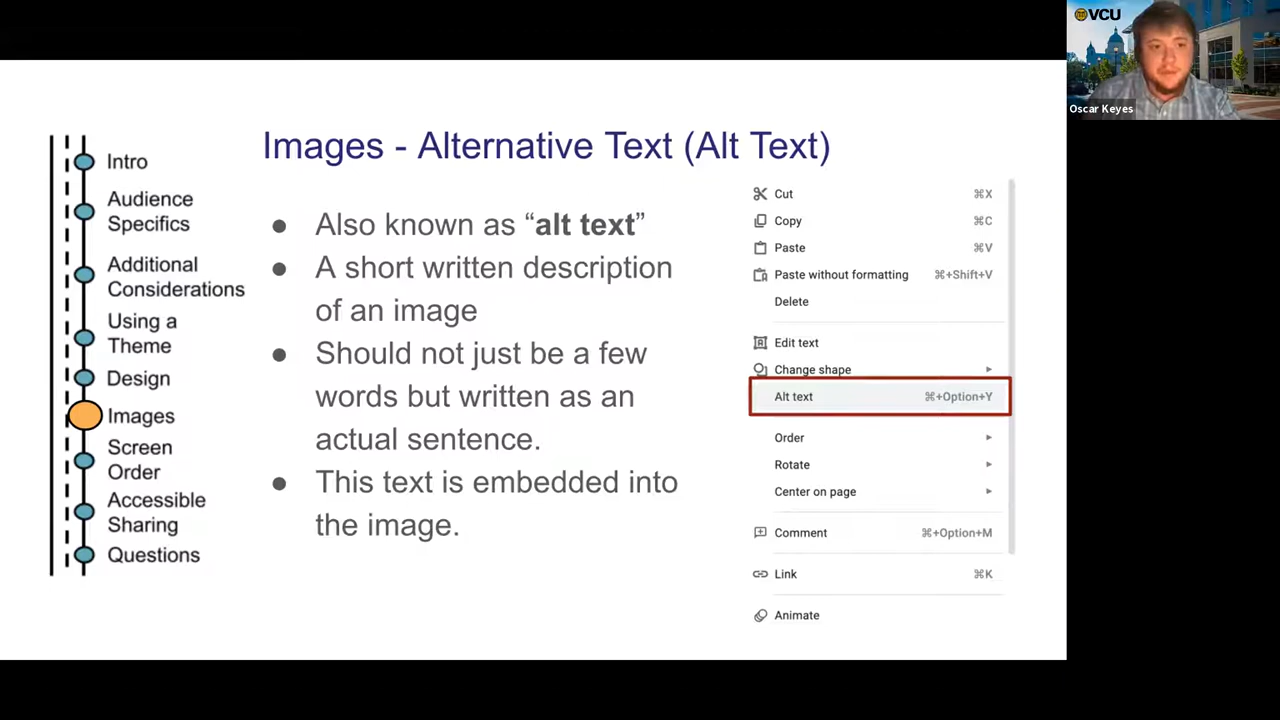 VCU
Oscar Keyes
Intro
Audience
Specifics
Additional
Considerations
Using a
Theme
Design
Images
Screen
Order
Accessible
Sharing
Questions
Images - Alternative Text (Alt Text)
● Also known as “alt text”
● A short written description
of an image
● Should not just be a few
words but written as an
actual sentence.
● This text is embedded into
the image.
Cut ⌘X
Copy ⌘C
Paste ⌘V
Paste without formatting ⌘+Shift+V
Delete
Edit text
Change shape ►
Alt text ⌘+Option+Y
Order ►
Rotate ►
Center on page ►
Comment ⌘+Option+M
Link ⌘K
Animate